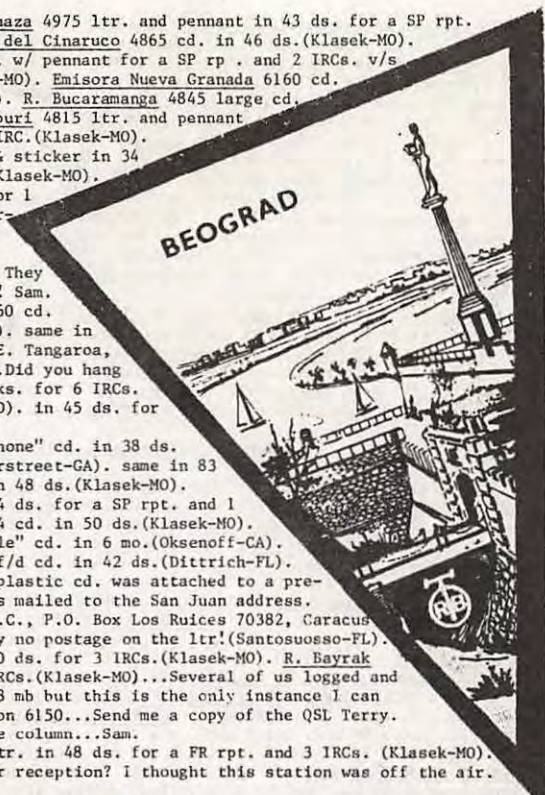 maza 4975 ltr. and pennant in 43 ds. for a SP rpt.
del Cinaruco 4865 cd. in 46 ds.(Klasek-MO).
. w/ pennant for a SP rp . and 2 IRCs. v/s
-MO). Emisora Nueva Granada 6160 cd.
). R. Bucaramanga 4845 large cd.
ouri 4815 ltr. and pennant
IRC.(Klasek-MO).
& sticker in 34
Klasek-MO).
or 1
BEOGRAD
They
! Sam.
60 cd.
). same in
E. Tangaroa,
.Did you hang
ks. for 6 IRCs.
O). in 45 ds. for
hone" cd. in 38 ds.
rstreet-GA). same in 83
n 48 ds.(Klasek-MO).
4 ds. for a SP rpt. and 1
4 cd. in 50 ds.(Klasek-MO).
le" cd. in 6 mo.(Oksenoff-CA).
f/d cd. in 42 ds.(Dittrich-FL).
plastic cd. was attached to a pre-
s mailed to the San Juan address.
.C., P.O. Box Los Ruices 70382, Caracus
y no postage on the ltr!(Santosuosso-FL).
0 ds. for 3 IRCs.(Klasek-MO). R. Bayrak
RCs.(Klasek-MO)...Several of us logged and
8 mb but this is the only instance I can
on 6150...Send me a copy of the QSL Terry.
e column...Sam.
tr. in 48 ds. for a FR rpt. and 3 IRCs. (Klasek-MO).
r reception? I thought this station was off the air.